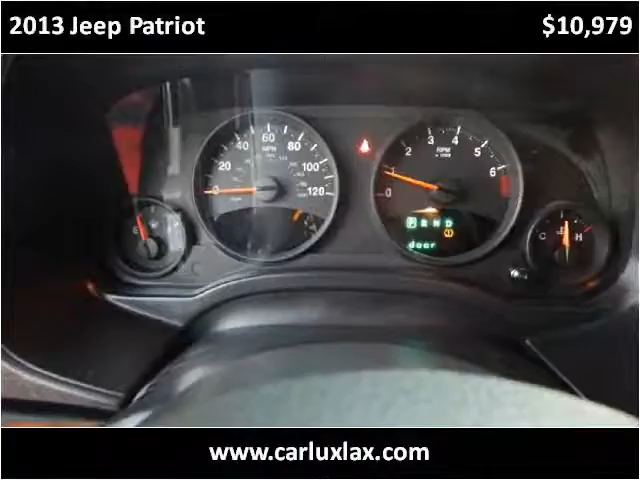 2013 Jeep Patriot $10,979
0 20 40 60 80 100 120
MPH
0 1 2 3 4 5 6
RPM
P R N D
door
C H
www.carluxlax.com